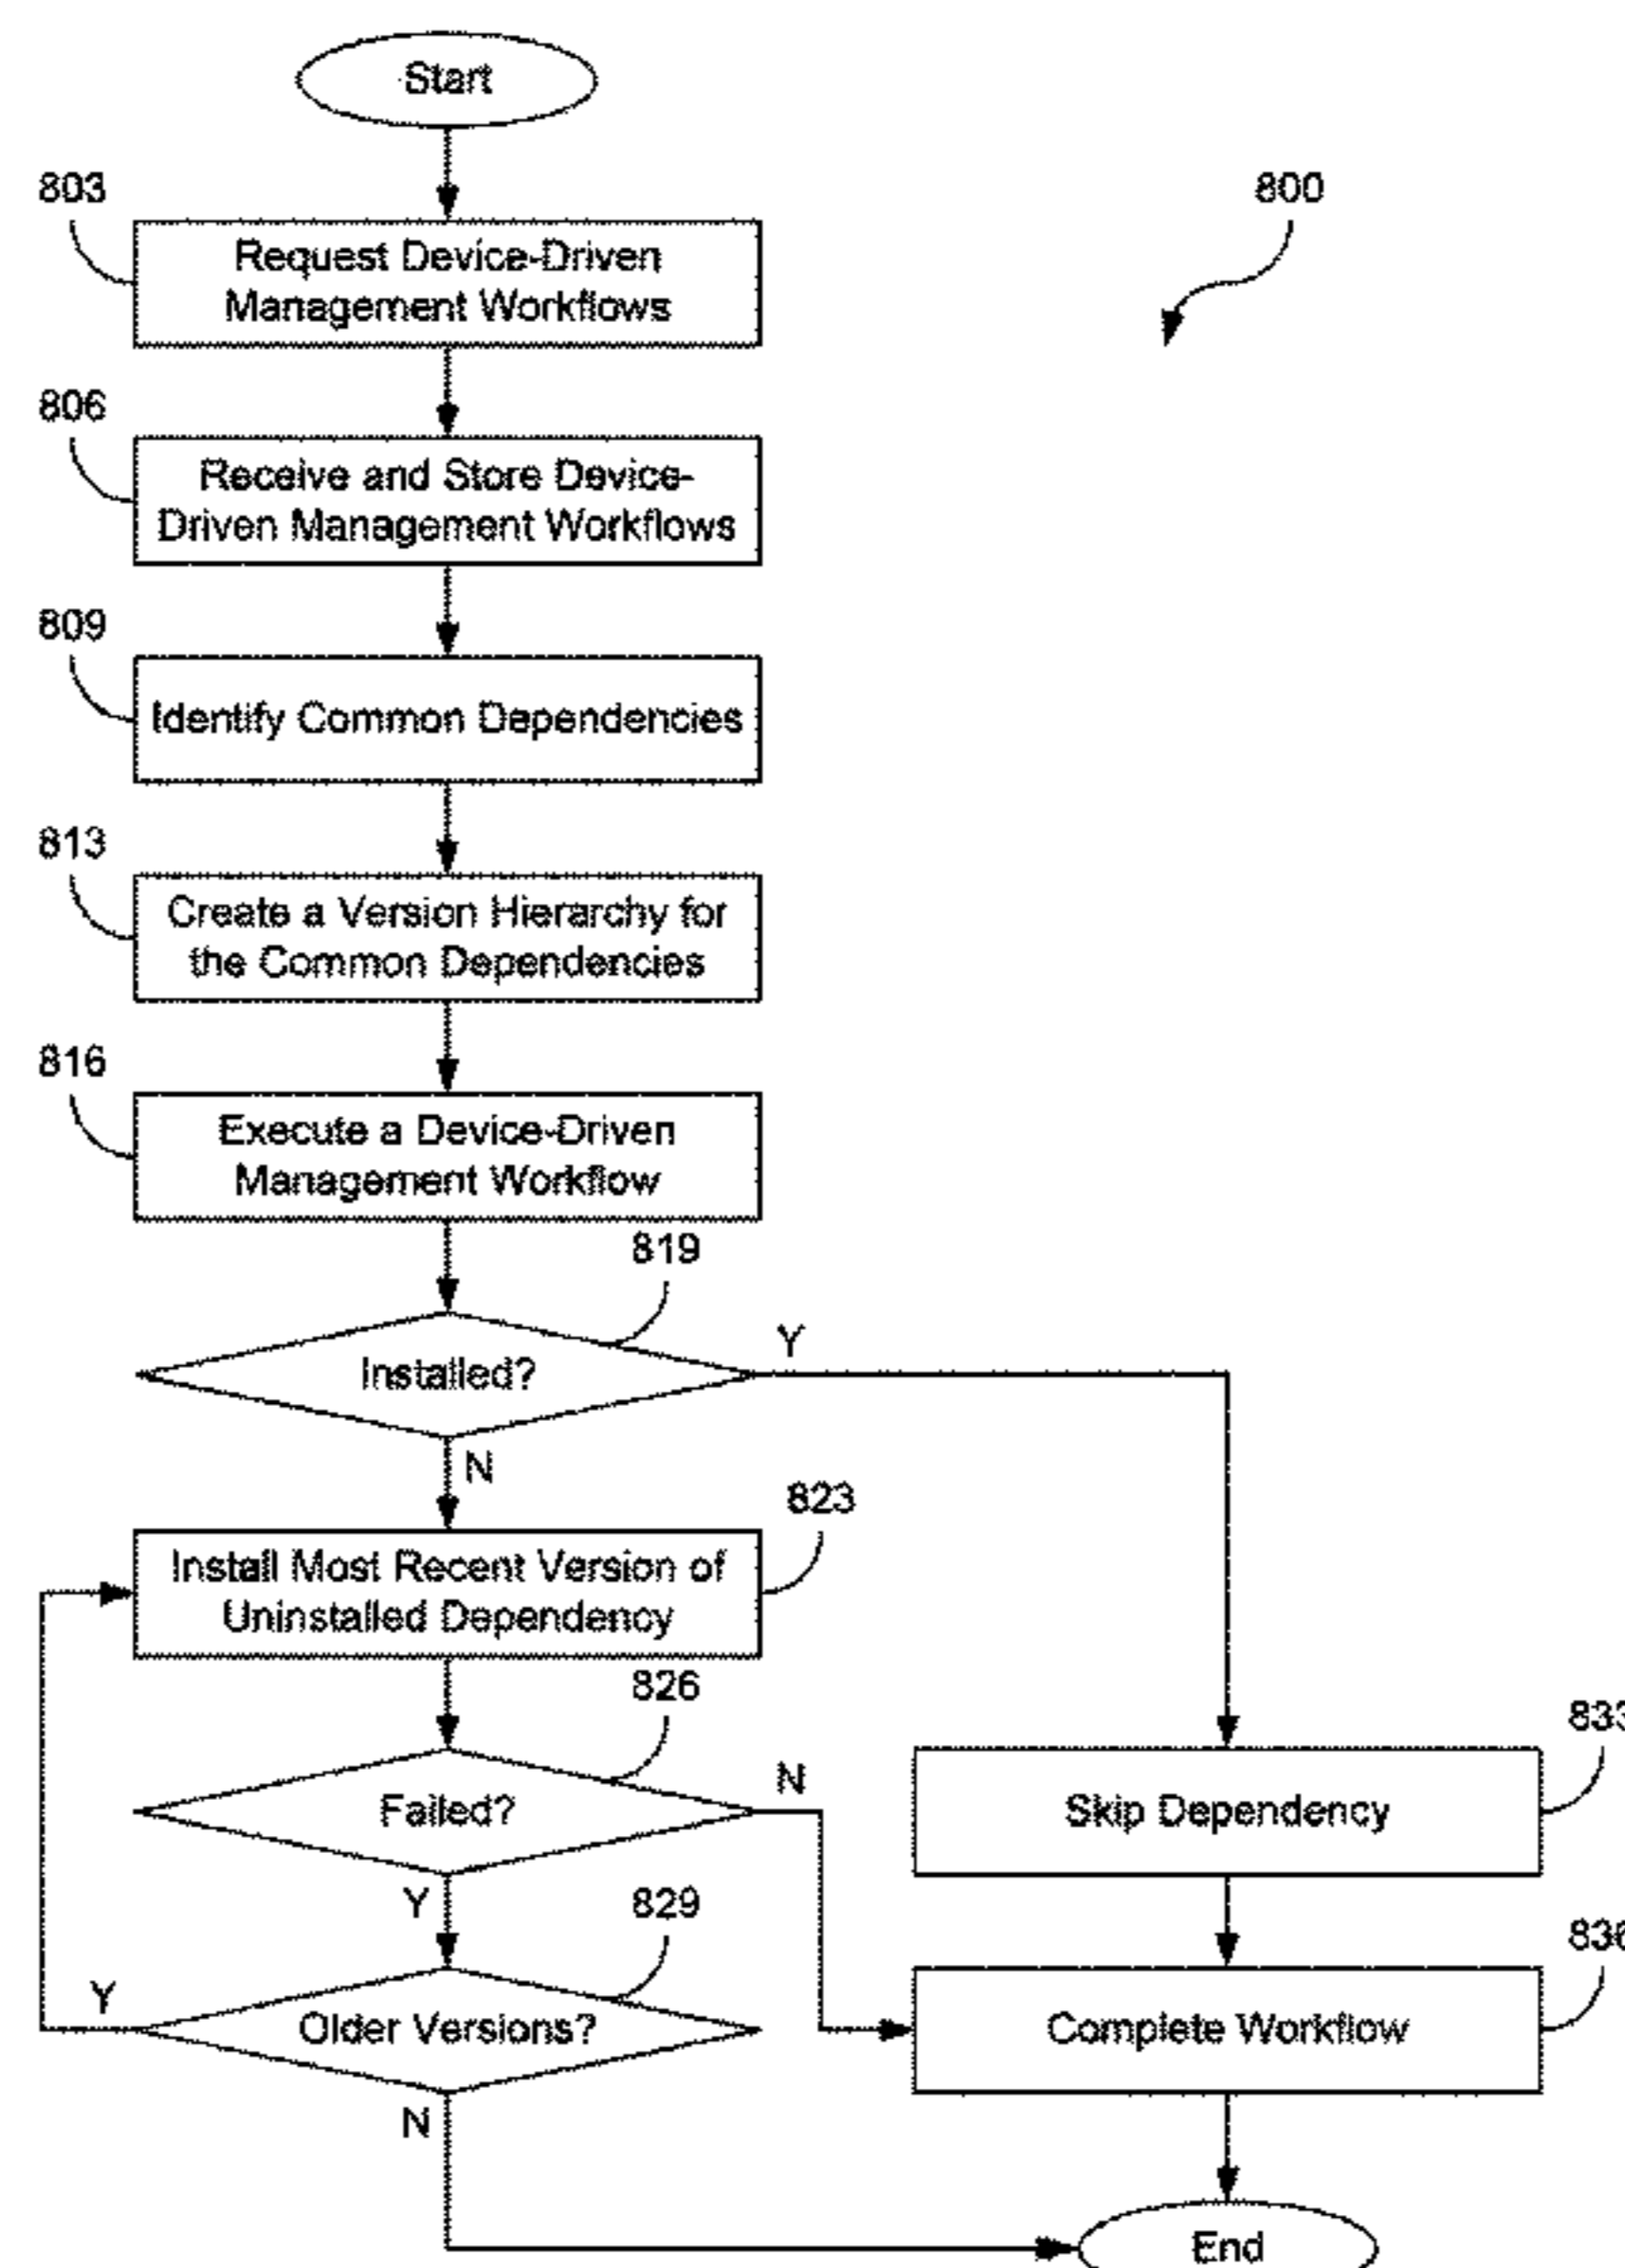 Start
803
800
Request Device-Driven
Management Workflows
806
Receive and Store Device-
Driven Management Workflows
809
Identify Common Dependencies
813
Create a Version Hierarchy for
the Common Dependencies
816
Execute a Device-Driven
Management Workflow
819
Installed?
Y
N
823
Install Most Recent Version of
Uninstalled Dependency
826
Failed?
N
Y
833
Skip Dependency
829
Older Versions?
Y
N
836
Complete Workflow
End